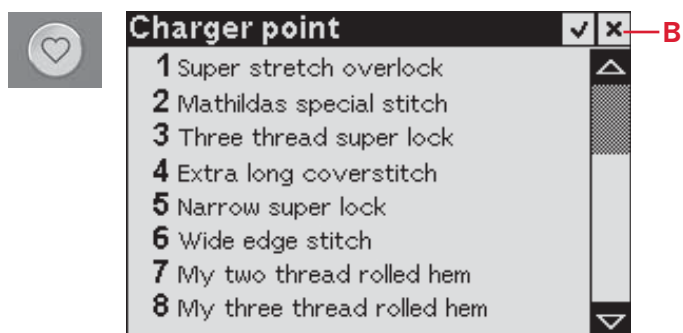 Charger point
B
1 Super stretch overlock
2 Mathildas special stitch
3 Three thread super lock
4 Extra long coverstitch
5 Narrow super lock
6 Wide edge stitch
7 My two thread rolled hem
8 My three thread rolled hem